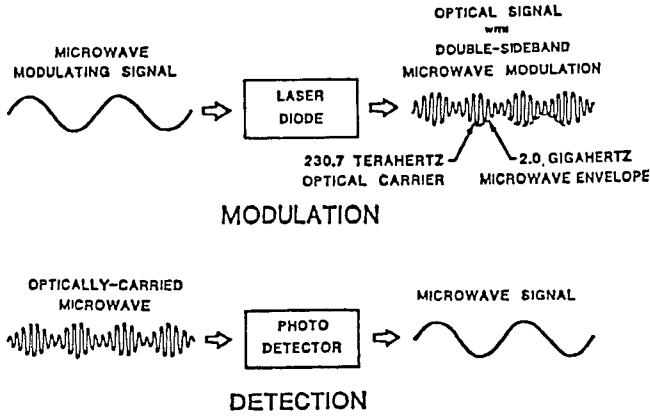 OPTICAL SIGNAL
WITH
DOUBLE-SIDEBAND
MICROWAVE MODULATION
MICROWAVE
MODULATING SIGNAL
LASER
DIODE
230.7 TERAHERTZ
OPTICAL CARRIER
2.0, GIGAHERTZ
MICROWAVE ENVELOPE
MODULATION
OPTICALLY-CARRIED
MICROWAVE
PHOTO
DETECTOR
MICROWAVE SIGNAL
DETECTION